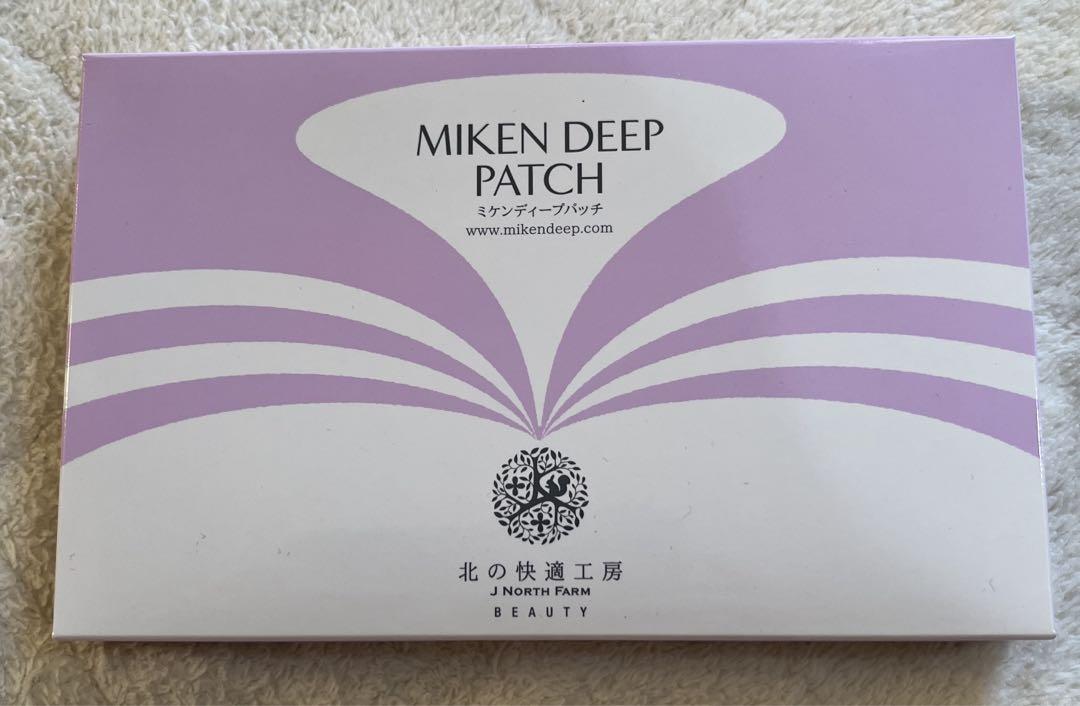 MIKEN DEEP
PATCH
ミケンディープパッチ
www.mikendeep.com
北の快適工房
J NORTH FARM
BEAUTY